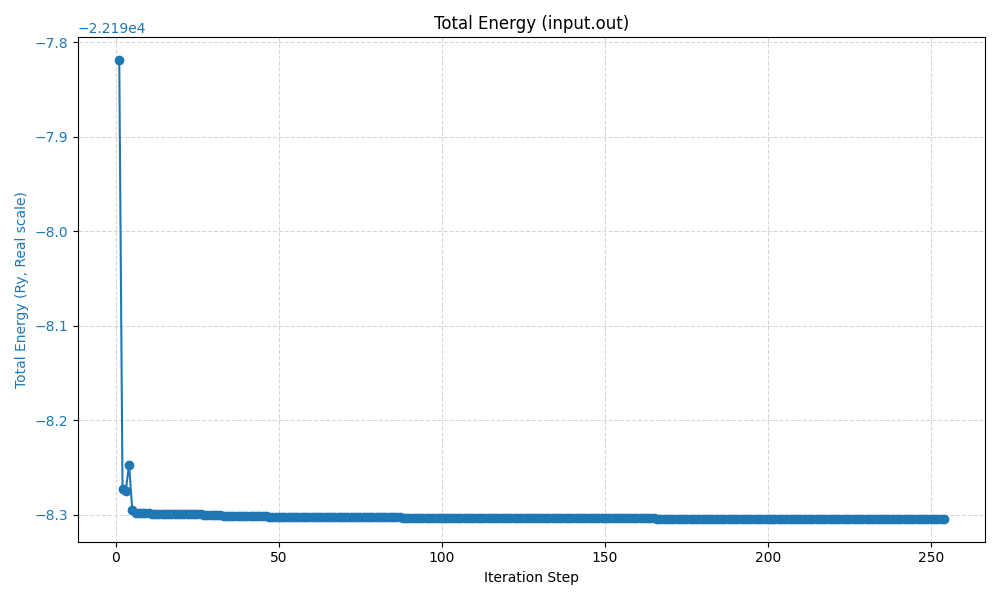 Total Energy (input.out)
−2.219e4
−7.8
−7.9
−8.0
−8.1
−8.2
−8.3
Total Energy (Ry, Real scale)
0 50 100 150 200 250
Iteration Step